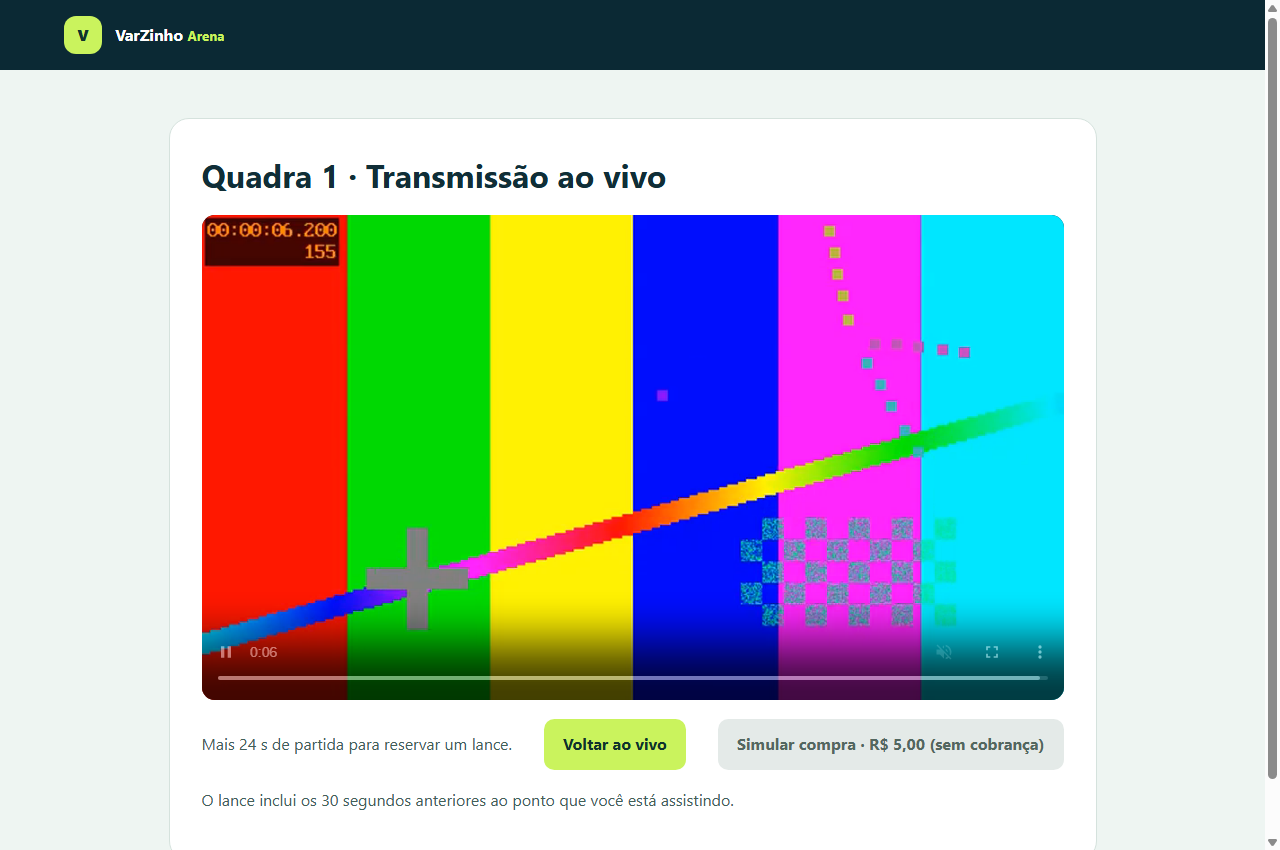 V
VarZinho Arena
Quadra 1 · Transmissão ao vivo
00:00:06.200
155
0:06
Mais 24 s de partida para reservar um lance.
Voltar ao vivo
Simular compra · R$ 5,00 (sem cobrança)
O lance inclui os 30 segundos anteriores ao ponto que você está assistindo.